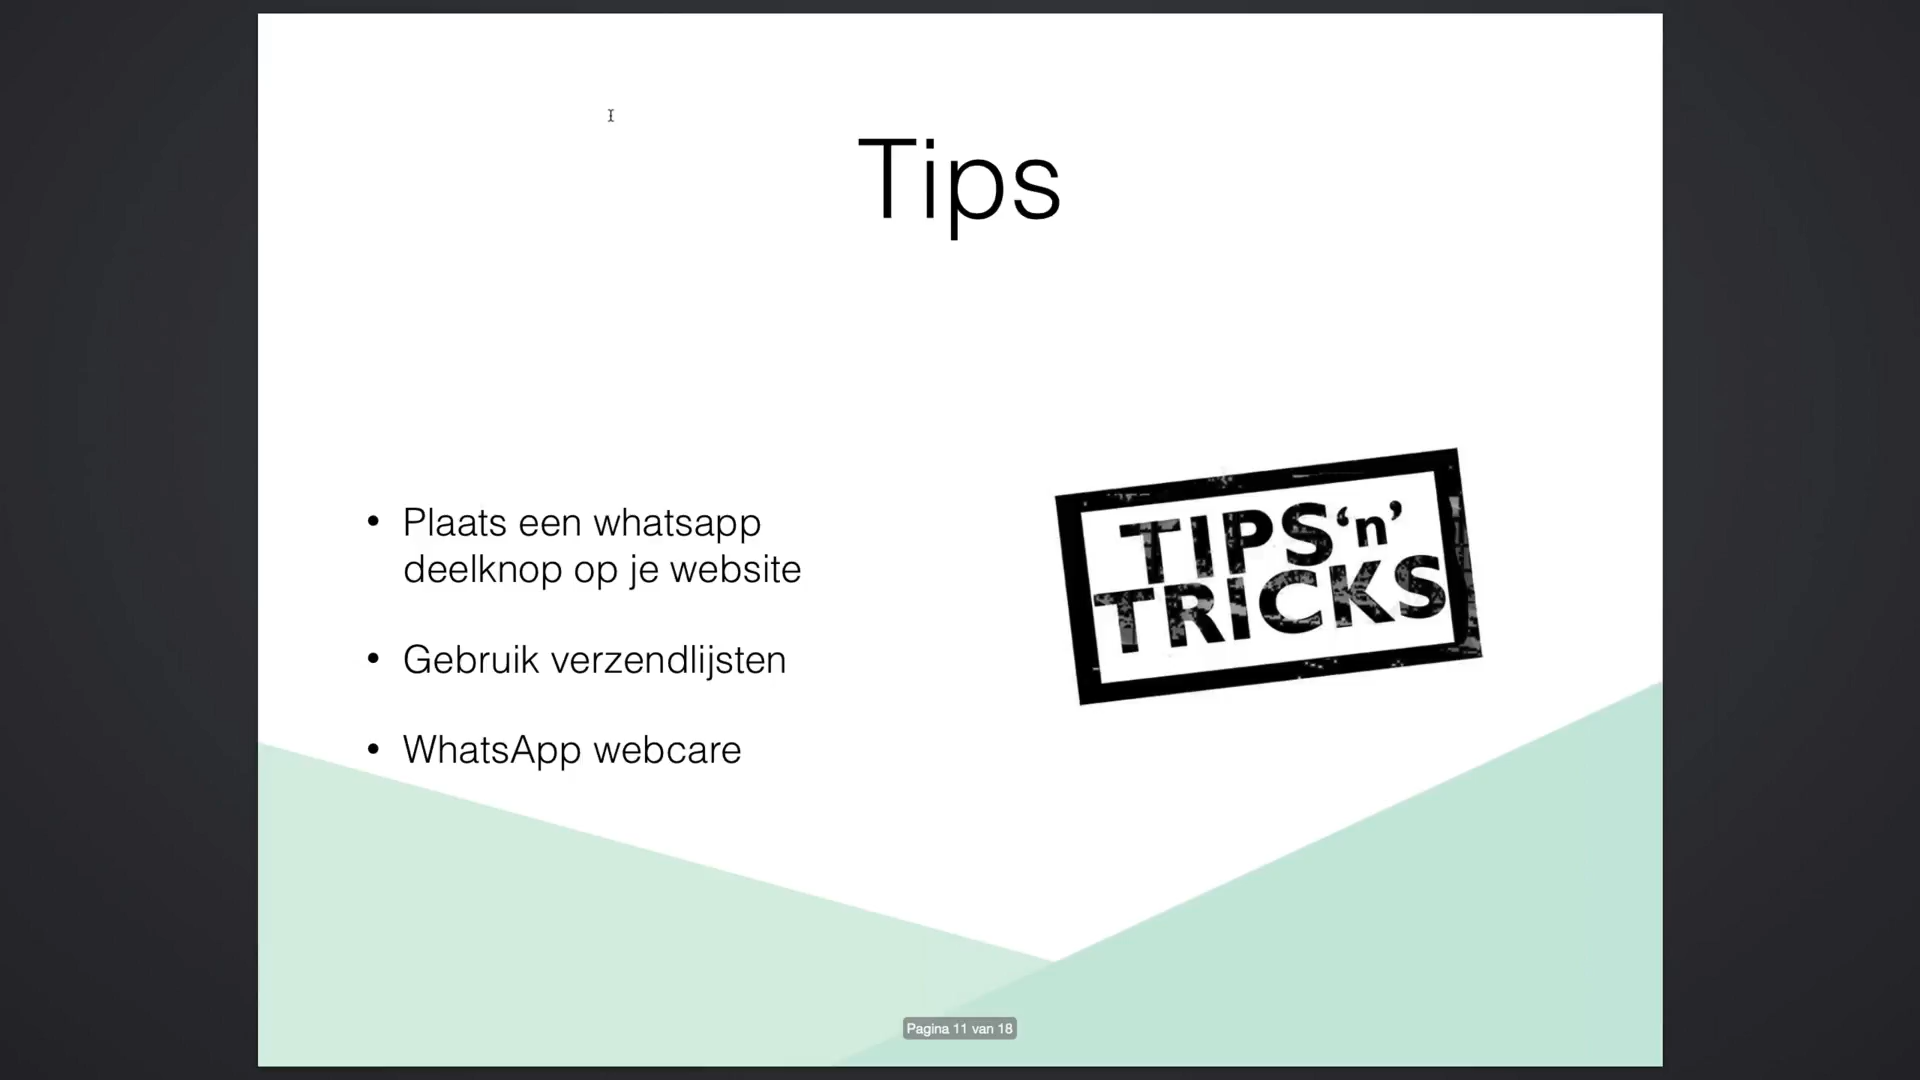 Tips
• Plaats een whatsapp
deelknop op je website
• Gebruik verzendlijsten
• WhatsApp webcare
TIPS‘n’
TRICKS
Pagina 11 van 18